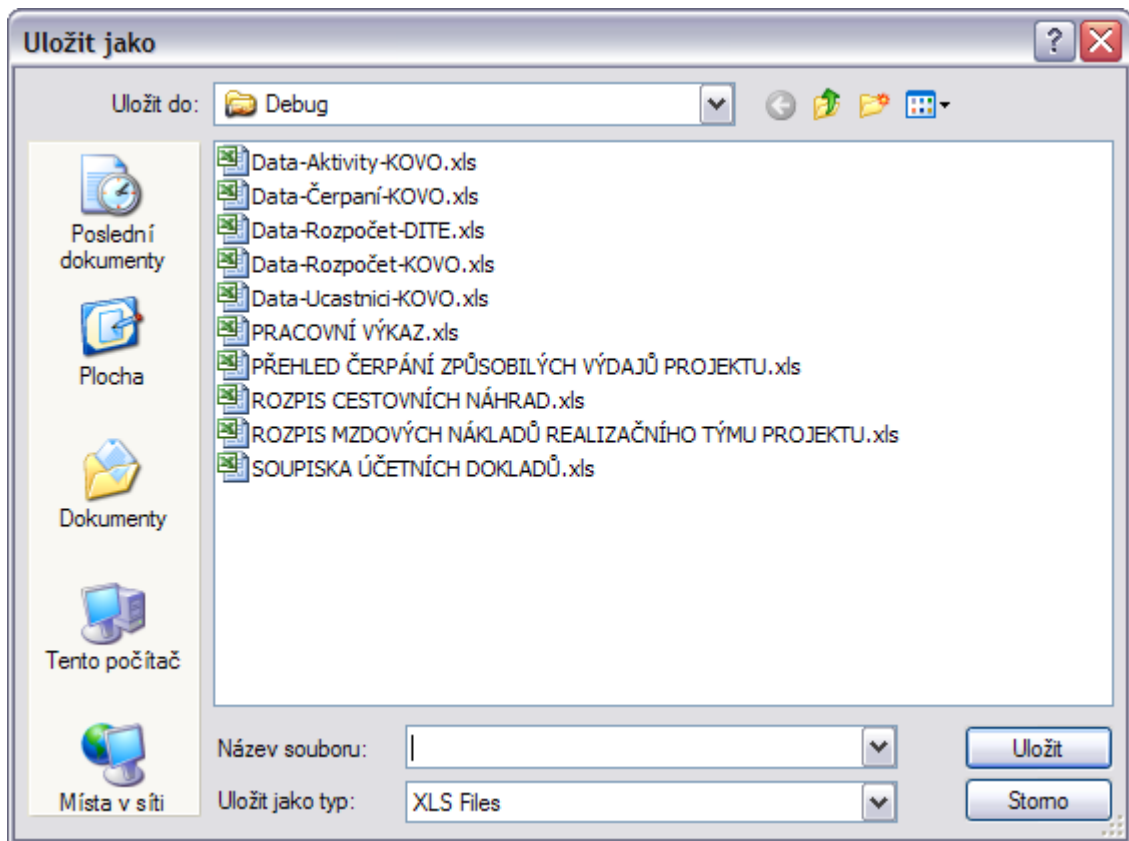 Uložit jako
Uložit do:
Debug
Poslední
dokumenty
Plocha
Dokumenty
Tento počítač
Místa v síti
Data-Aktivity-KOVO.xls
Data-Čerpaní-KOVO.xls
Data-Rozpočet-DITE.xls
Data-Rozpočet-KOVO.xls
Data-Ucastnici-KOVO.xls
PRACOVNÍ VÝKAZ.xls
PŘEHLED ČERPÁNÍ ZPŮSOBILÝCH VÝDAJŮ PROJEKTU.xls
ROZPIS CESTOVNÍCH NÁHRAD.xls
ROZPIS MZDOVÝCH NÁKLADŮ REALIZAČNÍHO TÝMU PROJEKTU.xls
SOUPISKA ÚČETNÍCH DOKLADŮ.xls
Název souboru:
Uložit
Uložit jako typ:
XLS Files
Storno